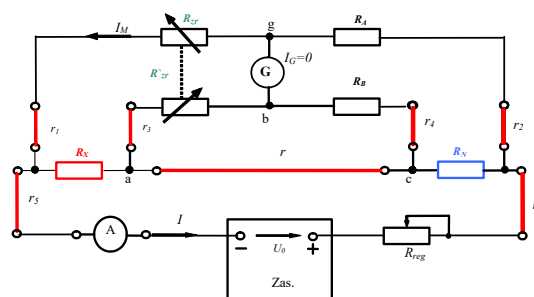 I_M R_zr g R_A
G I_G=0
R`_zr R_B
b
r_1 r_3 r_4 r_2
R_X a r c R_N
r_5
A I U_0 R_reg
Zas.